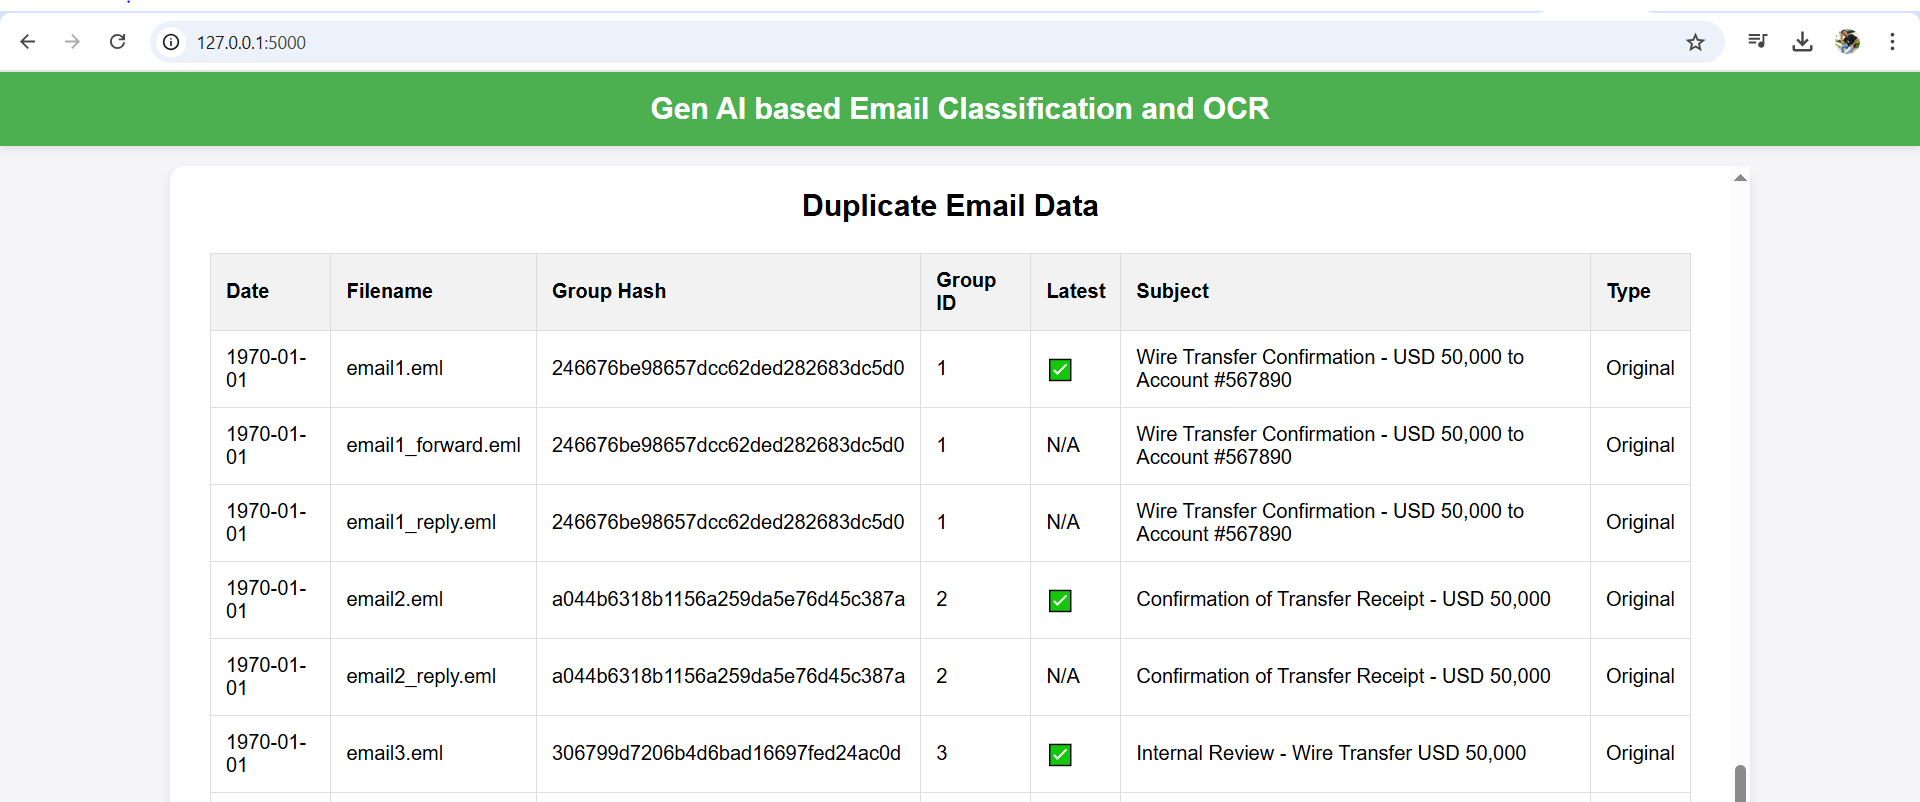 127.0.0.1:5000
Gen AI based Email Classification and OCR
Duplicate Email Data
Date Filename Group Hash Group ID Latest Subject Type
1970-01-01 email1.eml 246676be98657dcc62ded282683dc5d0 1 ✅ Wire Transfer Confirmation - USD 50,000 to Account #567890 Original
1970-01-01 email1_forward.eml 246676be98657dcc62ded282683dc5d0 1 N/A Wire Transfer Confirmation - USD 50,000 to Account #567890 Original
1970-01-01 email1_reply.eml 246676be98657dcc62ded282683dc5d0 1 N/A Wire Transfer Confirmation - USD 50,000 to Account #567890 Original
1970-01-01 email2.eml a044b6318b1156a259da5e76d45c387a 2 ✅ Confirmation of Transfer Receipt - USD 50,000 Original
1970-01-01 email2_reply.eml a044b6318b1156a259da5e76d45c387a 2 N/A Confirmation of Transfer Receipt - USD 50,000 Original
1970-01-01 email3.eml 306799d7206b4d6bad16697fed24ac0d 3 ✅ Internal Review - Wire Transfer USD 50,000 Original